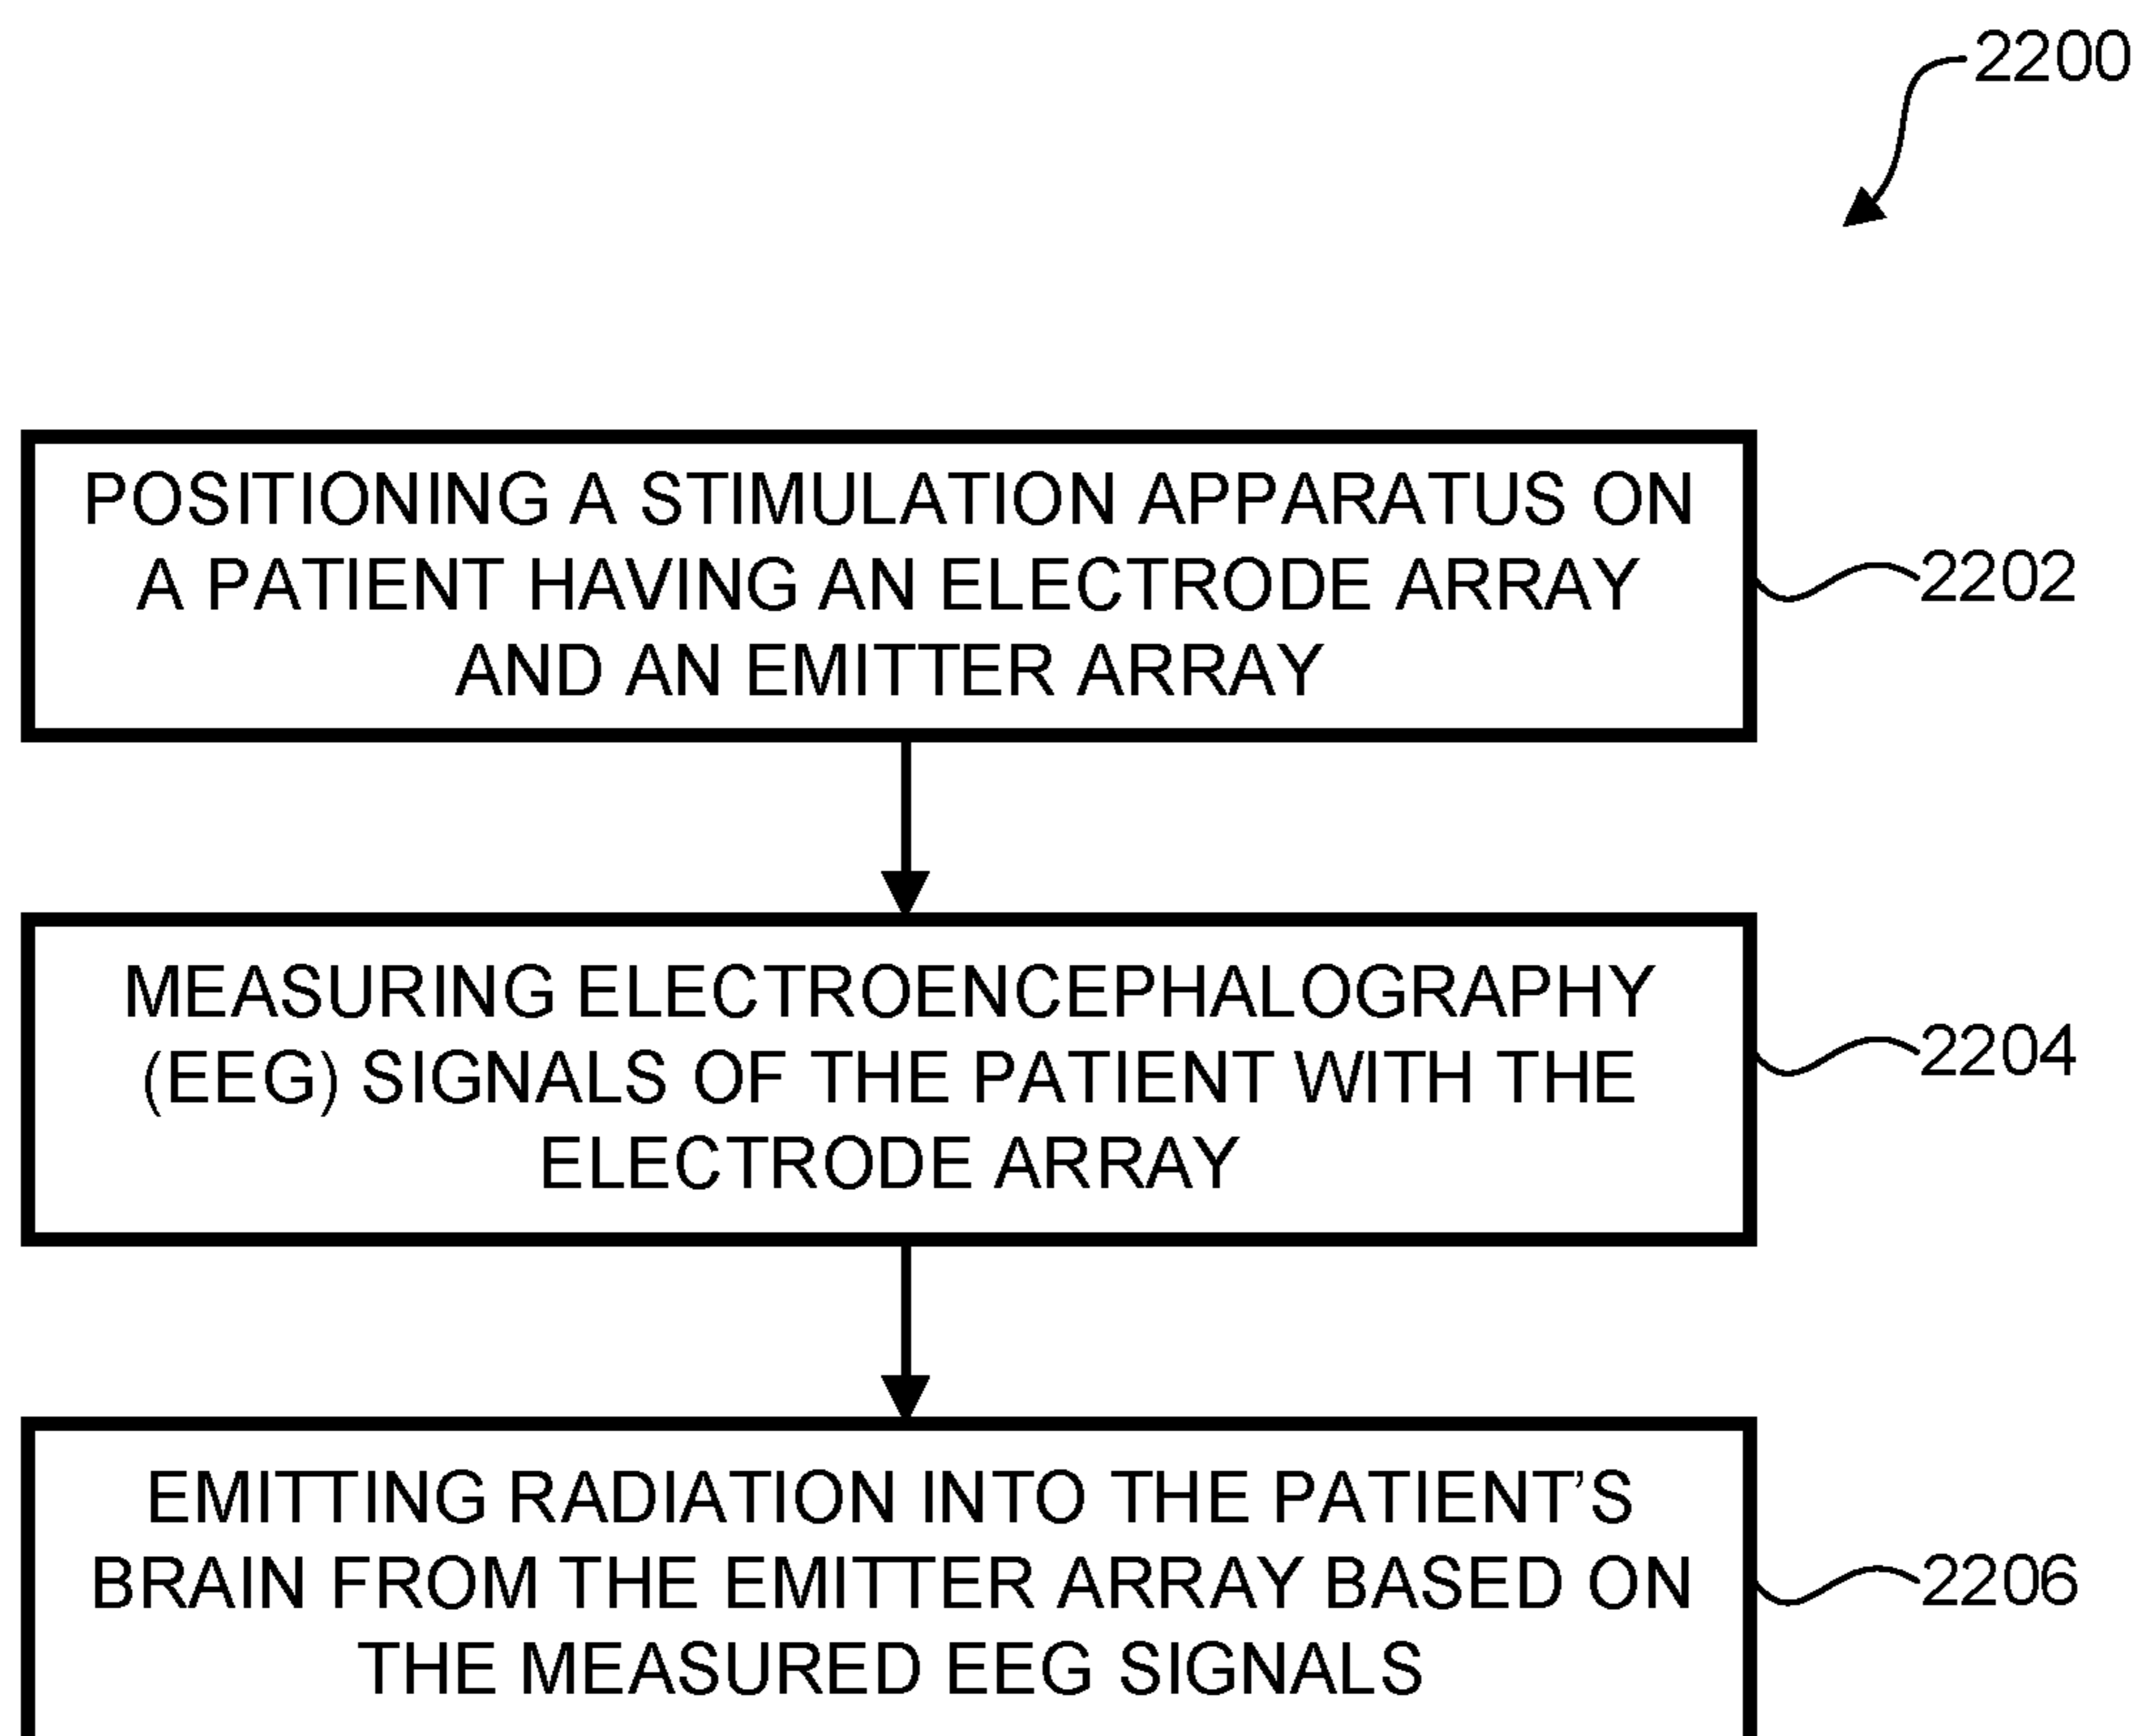 2200
POSITIONING A STIMULATION APPARATUS ON
A PATIENT HAVING AN ELECTRODE ARRAY
AND AN EMITTER ARRAY
2202
MEASURING ELECTROENCEPHALOGRAPHY
(EEG) SIGNALS OF THE PATIENT WITH THE
ELECTRODE ARRAY
2204
EMITTING RADIATION INTO THE PATIENT’S
BRAIN FROM THE EMITTER ARRAY BASED ON
THE MEASURED EEG SIGNALS
2206